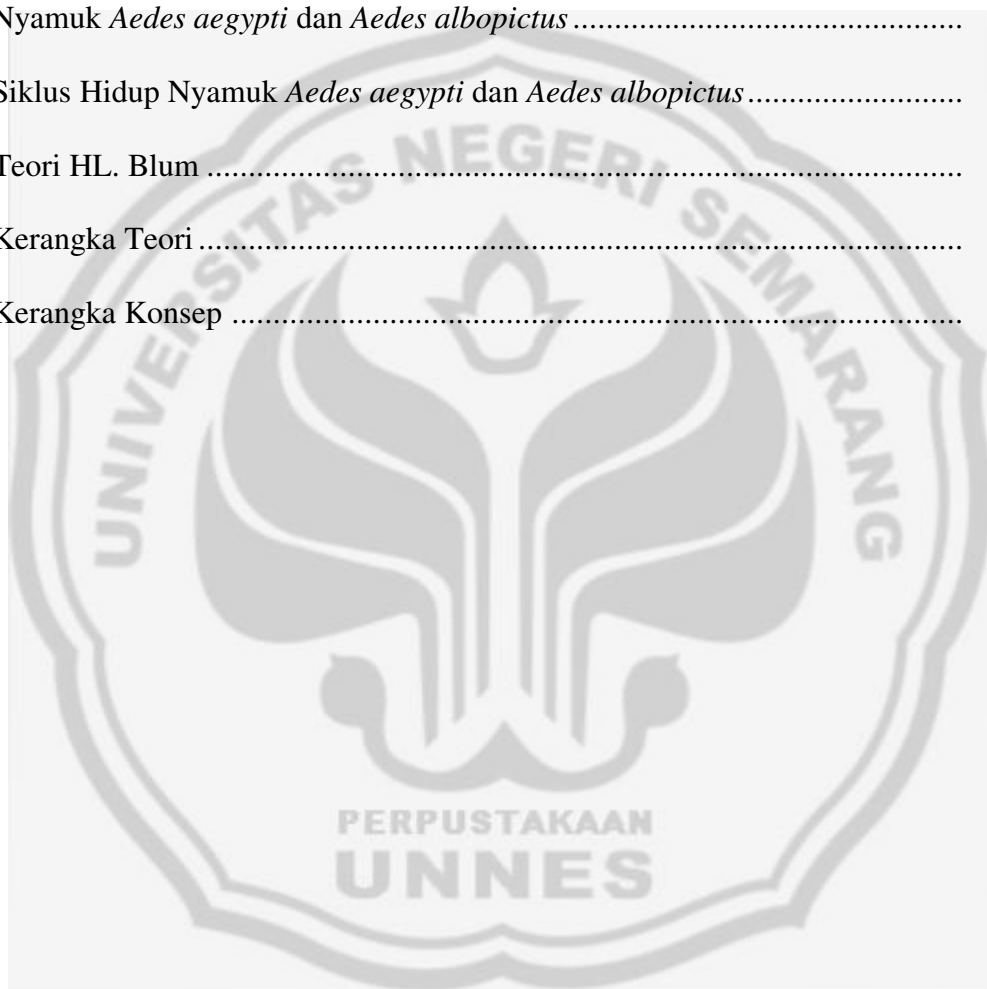 Nyamuk Aedes aegypti dan Aedes albopictus.......................................
Siklus Hidup Nyamuk Aedes aegypti dan Aedes albopictus..........................
Teori HL. Blum ............................................................................................
Kerangka Teori .............................................................................................
Kerangka Konsep .........................................................................................
UNIVERSITAS NEGERI SEMARANG
PERPUSTAKAAN
UNNES